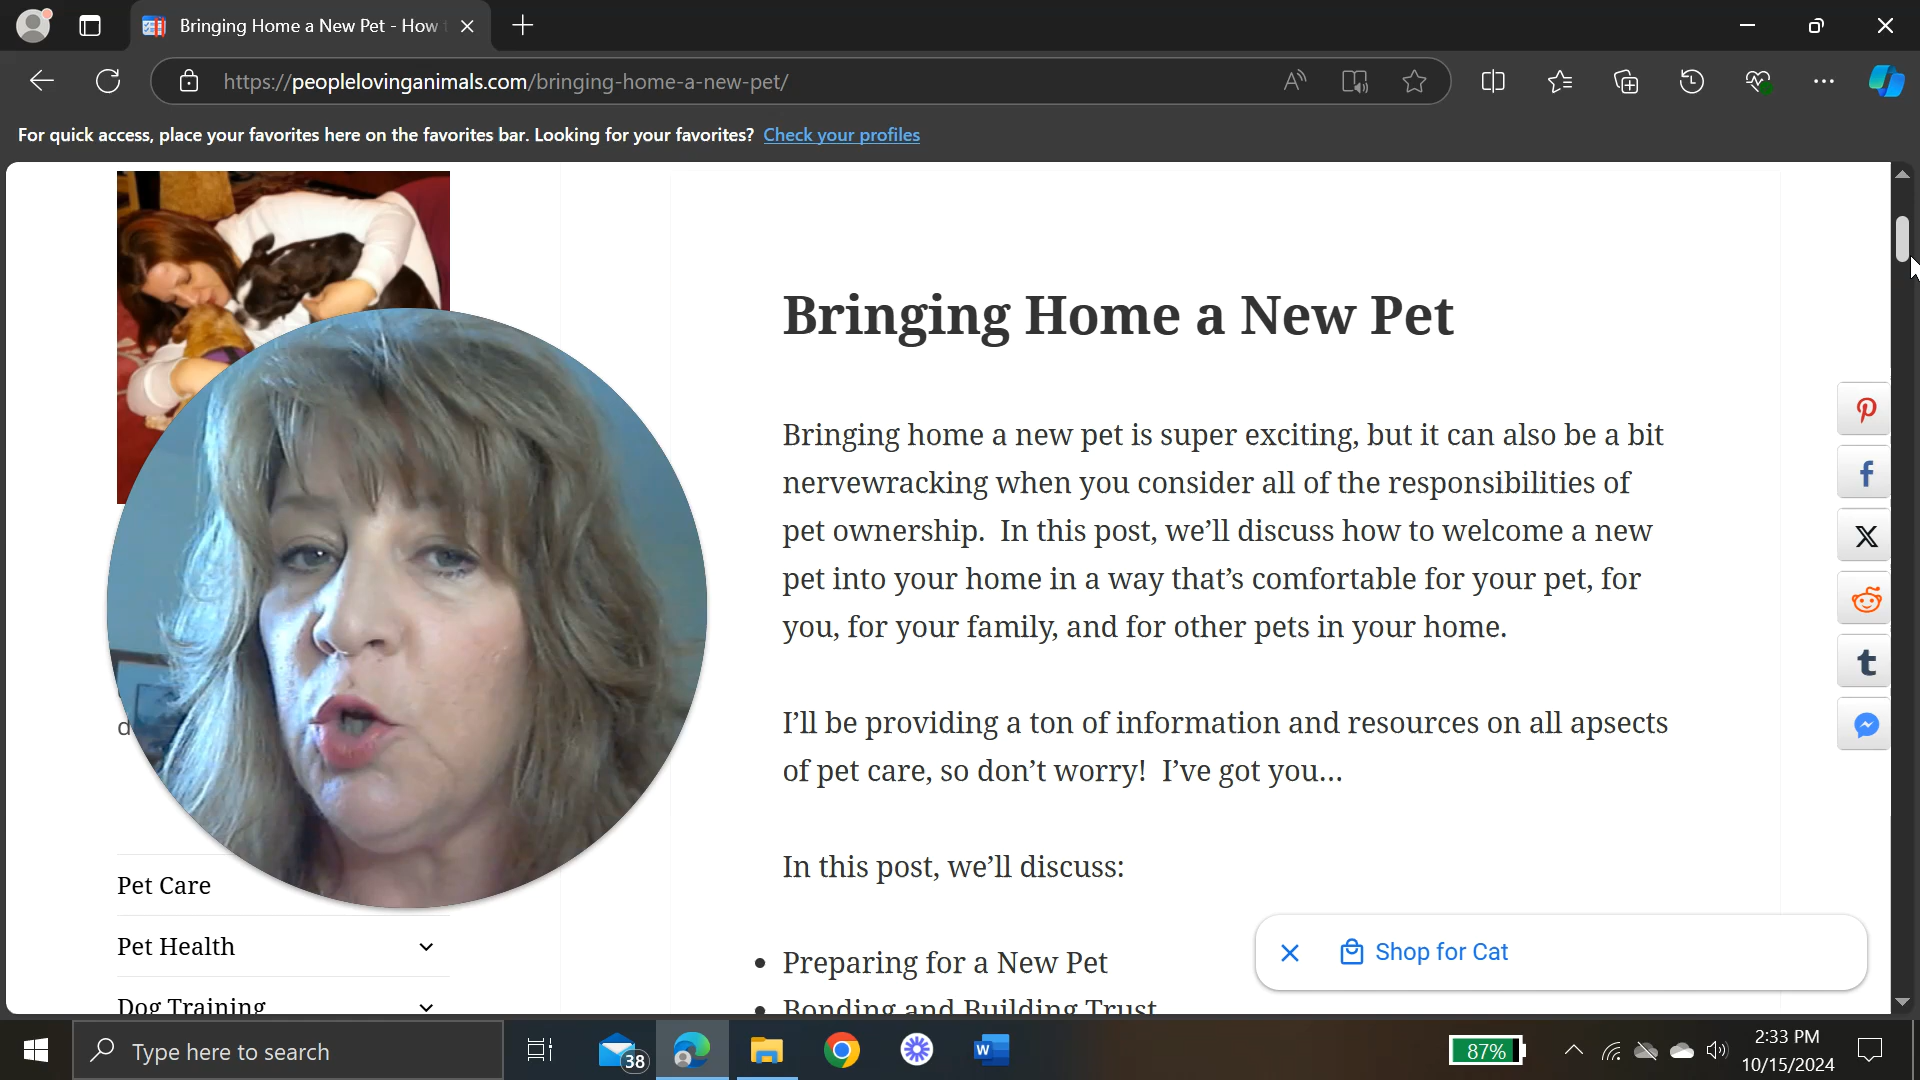 Bringing Home a New Pet - How
https://peoplelovinganimals.com/bringing-home-a-new-pet/
For quick access, place your favorites here on the favorites bar. Looking for your favorites? Check your profiles
Bringing Home a New Pet
Bringing home a new pet is super exciting, but it can also be a bit
nervewracking when you consider all of the responsibilities of
pet ownership. In this post, we’ll discuss how to welcome a new
pet into your home in a way that’s comfortable for your pet, for
you, for your family, and for other pets in your home.
I’ll be providing a ton of information and resources on all apsects
of pet care, so don’t worry! I’ve got you...
In this post, we’ll discuss:
Preparing for a New Pet
Bonding and Building Trust
Pet Care
Pet Health
Dog Training
Shop for Cat
Type here to search
38
87%
2:33 PM
10/15/2024